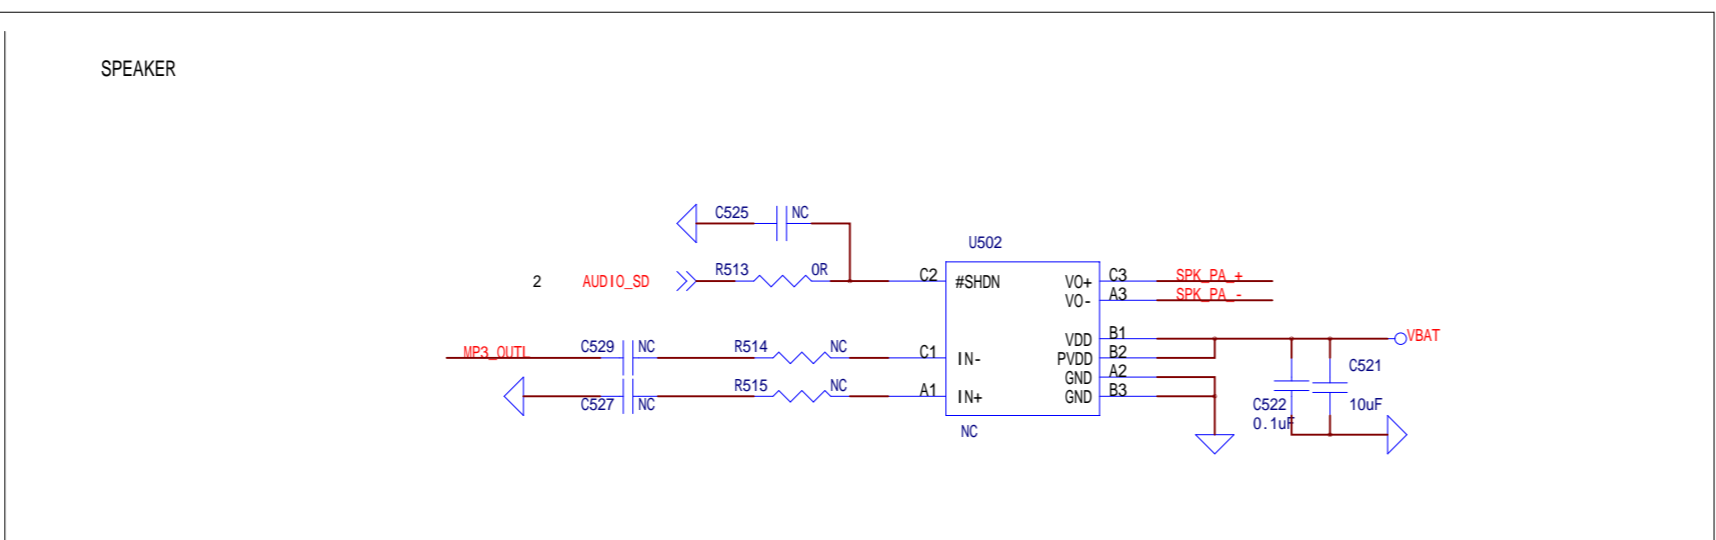 SPEAKER
C525 NC
U502
2 AUDIO_SD R513 0R C2 #SHDN VO+ C3 SPK_PA_+
VO- A3 SPK_PA_-
MP3_OUTL C529 NC R514 NC C1 IN- VDD B1 VBAT
PVDD B2
C521
GND A2
C527 NC R515 NC A1 IN+ GND B3
C522 10uF
0.1uF
NC